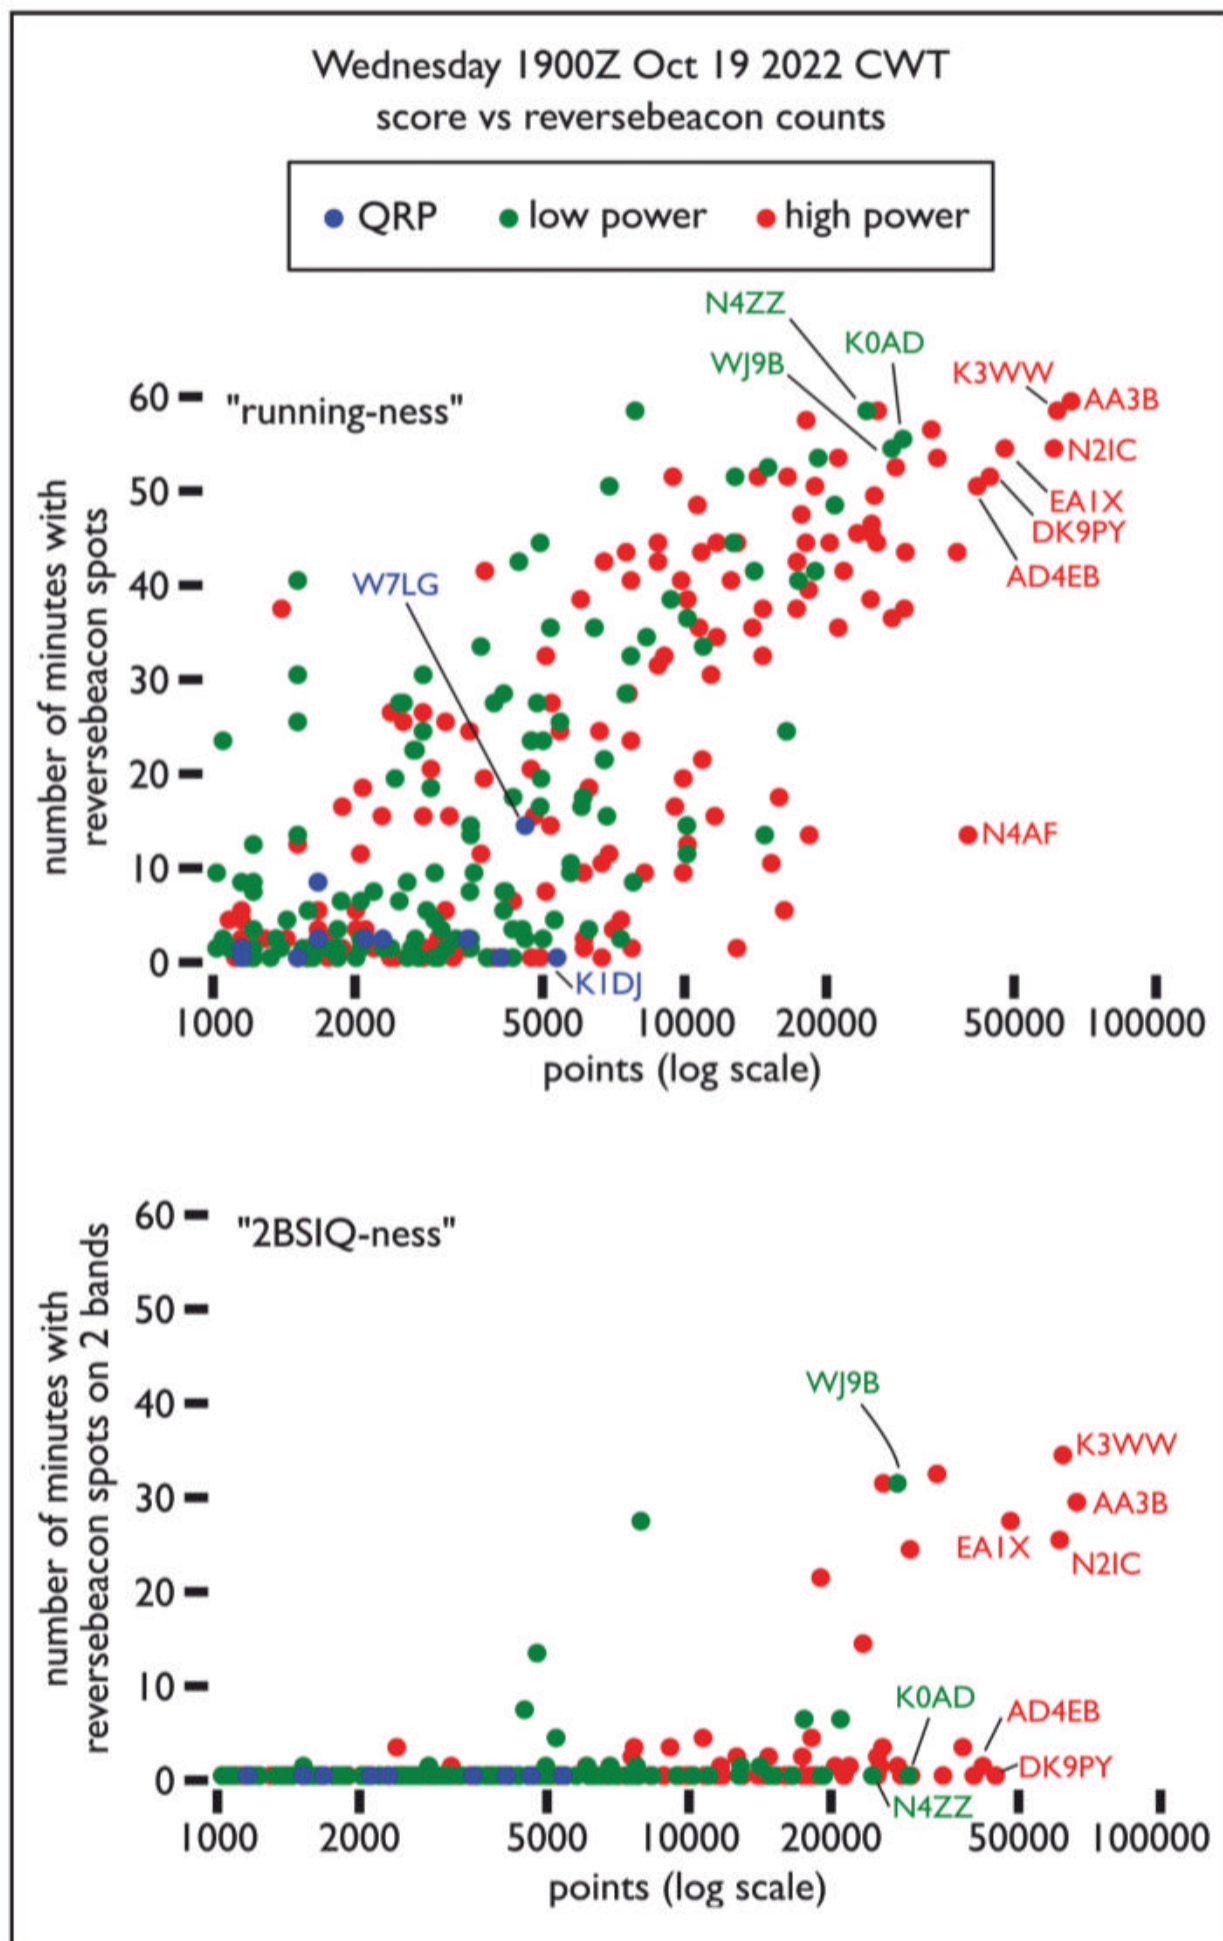 Wednesday 1900Z Oct 19 2022 CWT
score vs reversebeacon counts
QRP low power high power
N4ZZ
K0AD
WJ9B
K3WW
AA3B
60
"running-ness"
N2IC
50
EA1X
DK9PY
AD4EB
40
W7LG
30
20
N4AF
10
0
K1DJ
number of minutes with
reversebeacon spots
1000 2000 5000 10000 20000 50000 100000
points (log scale)
60
"2BSIQ-ness"
50
WJ9B
40
K3WW
30
AA3B
EA1X
N2IC
20
10
K0AD
AD4EB
DK9PY
0
N4ZZ
number of minutes with
reversebeacon spots on 2 bands
1000 2000 5000 10000 20000 50000 100000
points (log scale)